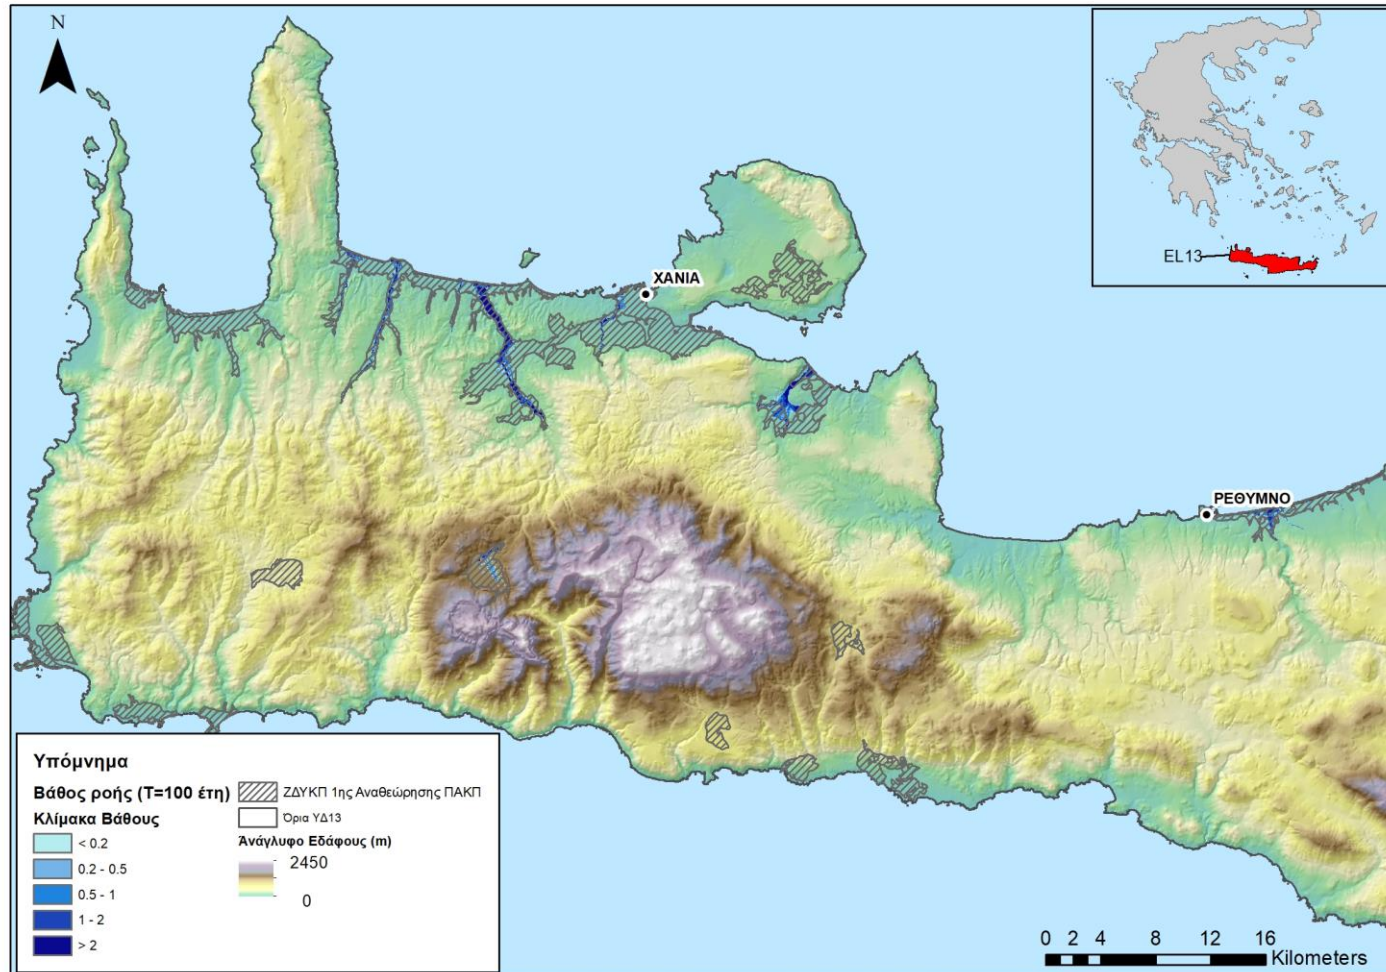 N
EL13
ΧΑΝΙΑ
ΡΕΘΥΜΝΟ
Υπόμνημα
Βάθος ροής (T=100 έτη)
Κλίμακα Βάθους
< 0.2
0.2 - 0.5
0.5 - 1
1 - 2
> 2
ΖΔΥΚΠ 1ης Αναθεώρησης ΠΑΚΠ
Όρια ΥΔ13
Άνάγλυφο Εδάφους (m)
2450
0
0 2 4 8 12 16
Kilometers